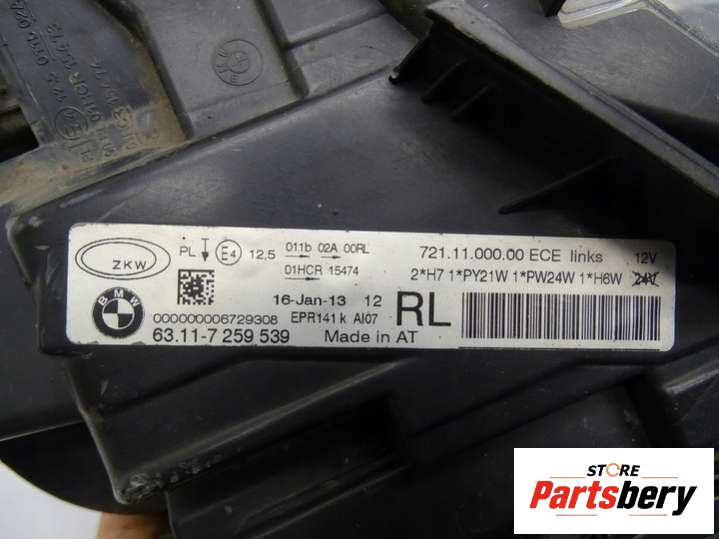 ZKW
PL E4 12.5 011b 02A 00RL
01HCR 15474
721.11.000.00 ECE links 12V
2*H7 1*PY21W 1*PW24W 1*H6W 24V
16-Jan-13 12
BMW
000000006729308 EPR141 k AI07 RL
63.11-7 259 539 Made in AT
STORE
Partsbery